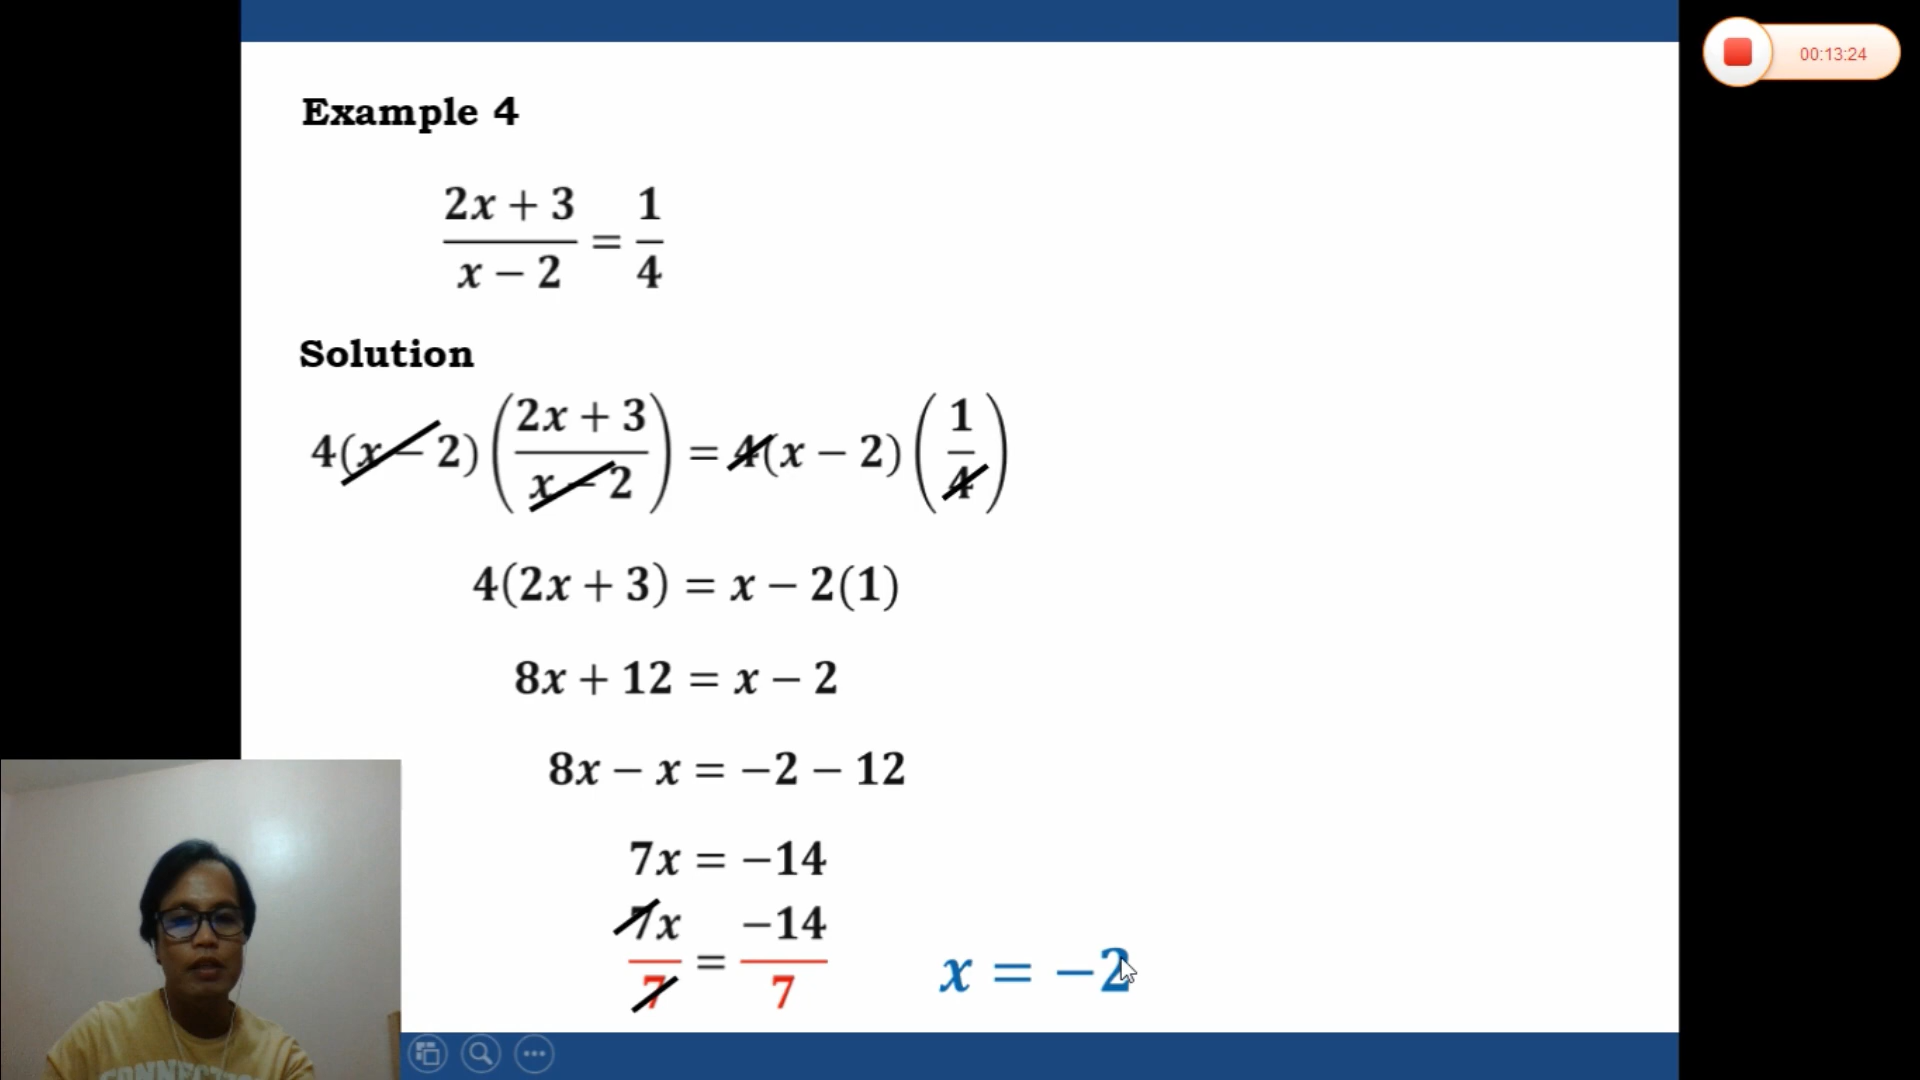 00:13:24
Example 4
2x + 3 / x − 2 = 1 / 4
Solution
4(x − 2) (2x + 3 / x − 2) = 4(x − 2) (1 / 4)
4(2x + 3) = x − 2(1)
8x + 12 = x − 2
8x − x = −2 − 12
7x = −14
7x / 7 = −14 / 7
x = −2